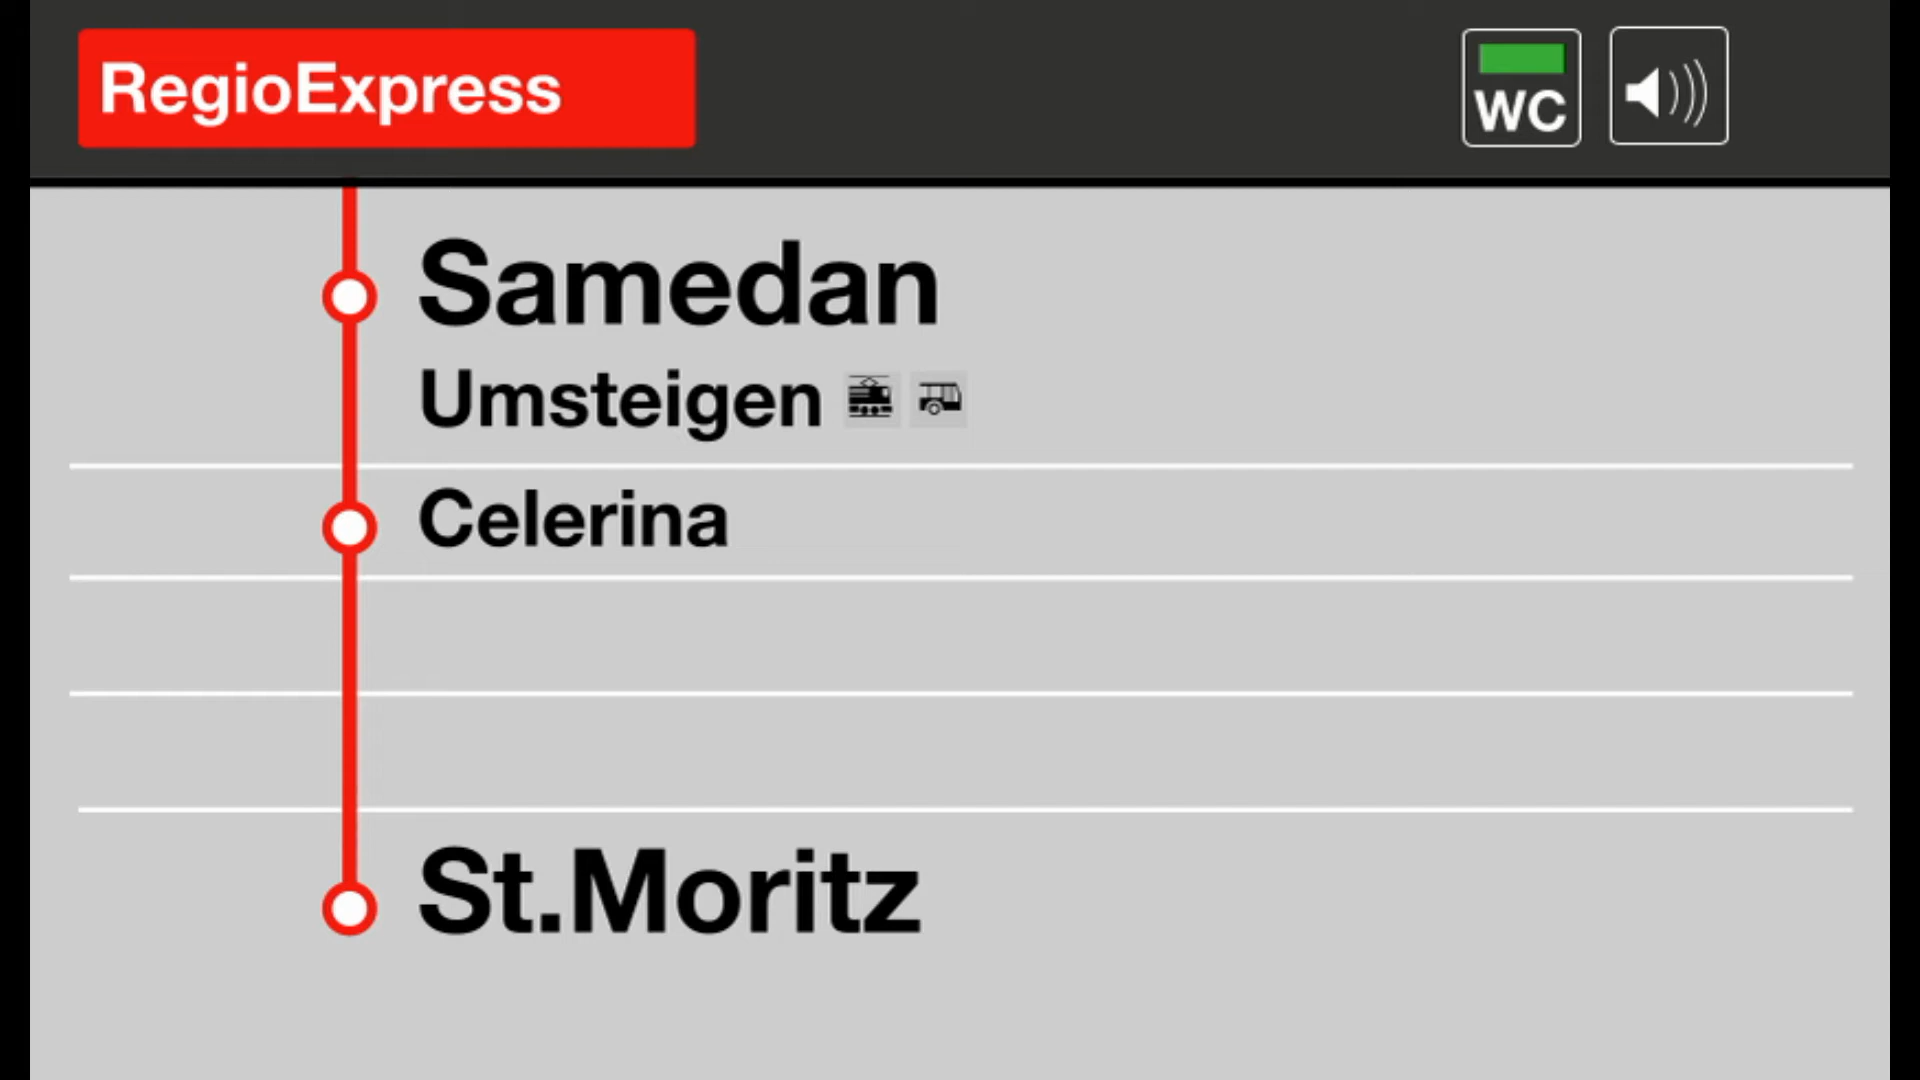 RegioExpress
WC
Samedan
Umsteigen
Celerina
St.Moritz